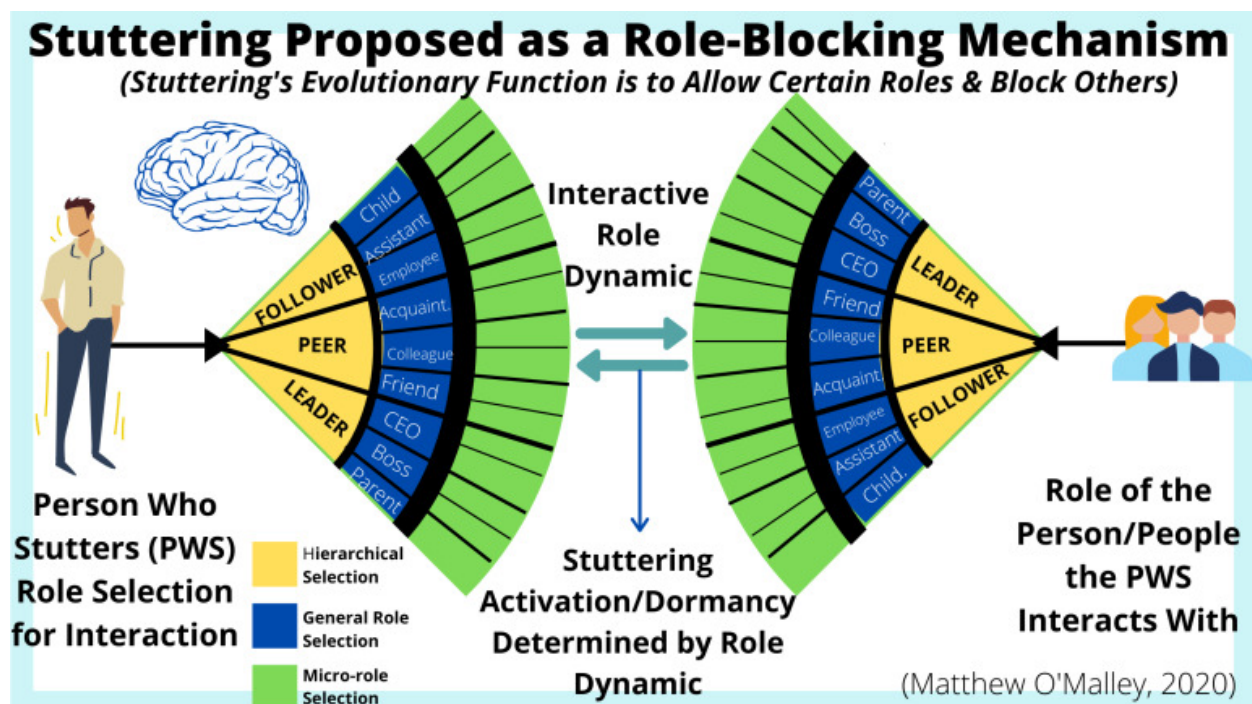 Stuttering Proposed as a Role-Blocking Mechanism
(Stuttering's Evolutionary Function is to Allow Certain Roles & Block Others)
FOLLOWER
PEER
LEADER
Child
Assistant
Employee
Acquaint.
Colleague
Friend
CEO
Boss
Parent
Interactive
Role
Dynamic
Parent
Boss
CEO
Friend
Colleague
Acquaint.
Employee
Assistant
Child.
LEADER
PEER
FOLLOWER
Person Who
Stutters (PWS)
Role Selection
for Interaction
Hierarchical
Selection
General Role
Selection
Micro-role
Selection
Stuttering
Activation/Dormancy
Determined by Role
Dynamic
Role of the
Person/People
the PWS
Interacts With
(Matthew O'Malley, 2020)